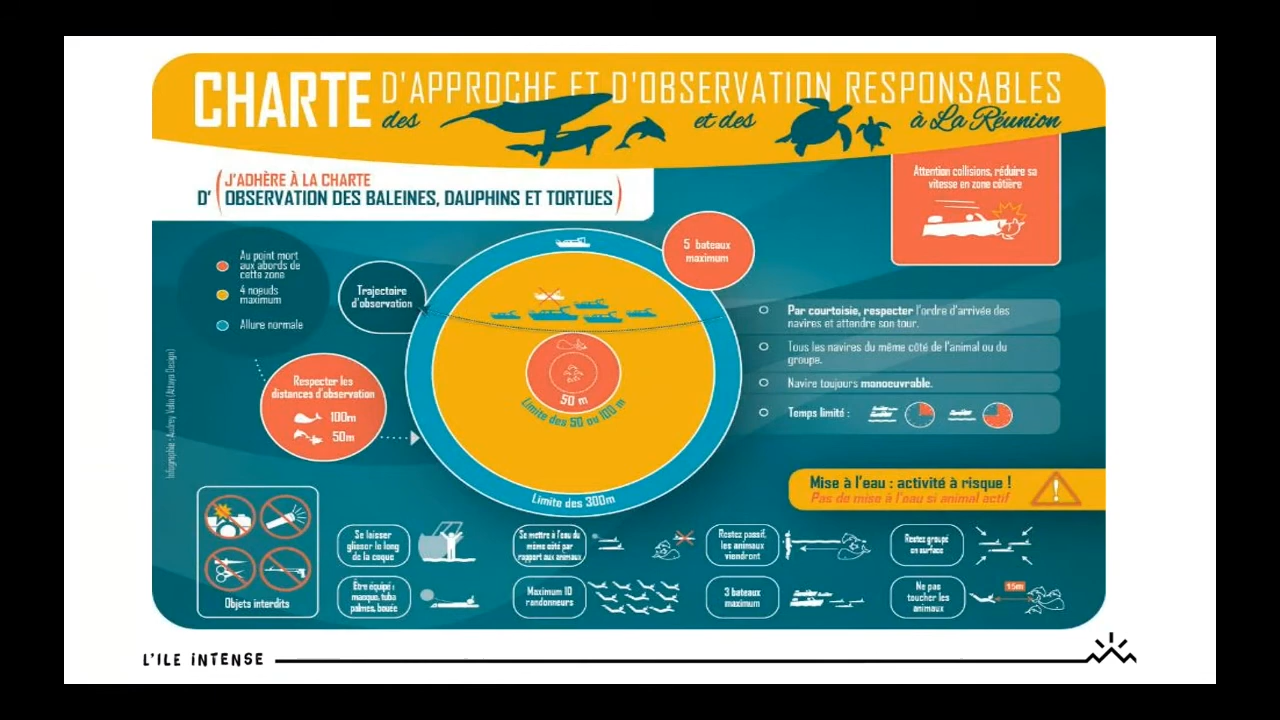 CHARTE D'APPROCHE ET D'OBSERVATION RESPONSABLES
des et des à La Réunion
J'ADHÈRE À LA CHARTE
D' OBSERVATION DES BALEINES, DAUPHINS ET TORTUES
Attention collisions, réduire sa
vitesse en zone côtière
5 bateaux
maximum
Au point mort
aux abords de
cette zone
4 nœuds
maximum
Allure normale
Trajectoire
d'observation
Respecter les
distances d'observation
100m
50m
50 m
Limite des 50 ou 100 m
Limite des 300m
Par courtoisie, respecter l'ordre d'arrivée des
navires et attendre son tour.
Tous les navires du même côté de l'animal ou du
groupe.
Navire toujours manoeuvrable.
Temps limité :
Mise à l'eau : activité à risque !
Pas de mise à l'eau si animal actif
Infographie : Audrey Velia (Attaya Design)
Objets interdits
Se laisser
glisser le long
de la coque
Se mettre à l'eau du
même côté par
rapport aux animaux
Restez passif,
les animaux
viendront
Restez groupé
en surface
Être équipé :
masque, tuba
palmes, bouée
Maximum 10
randonneurs
3 bateaux
maximum
Ne pas
toucher les
animaux
15m
L'ILE INTENSE